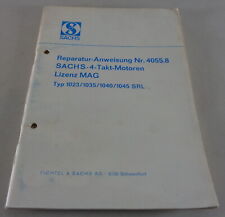 SACHS
Reparatur-Anweisung Nr. 4055.8
SACHS-4-Takt-Motoren
Lizenz MAG
Typ 1023/1035/1040/1045 SRL
FICHTEL & SACHS AG · 8720 Schweinfurt